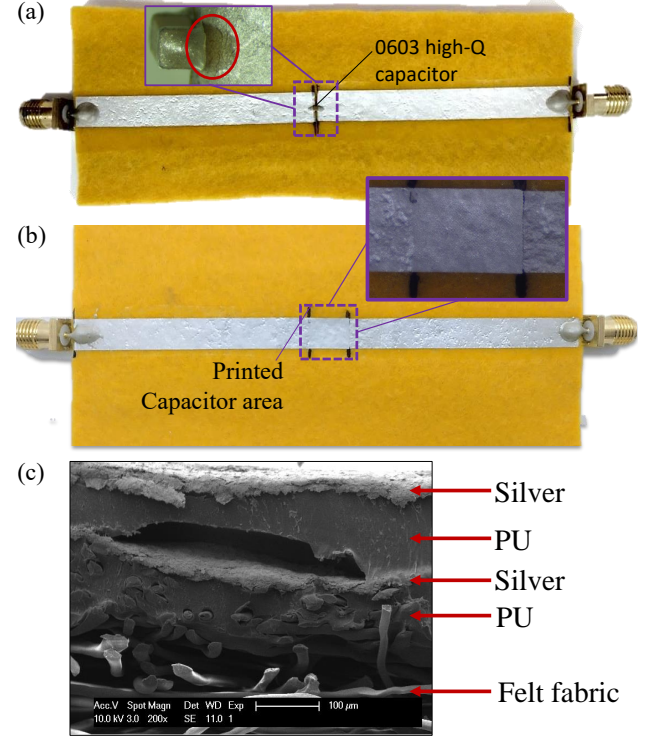 (a)
0603 high-Q
capacitor
(b)
Printed
Capacitor area
(c)
Silver
PU
Silver
PU
Felt fabric
Acc.V Spot Magn Det WD Exp
10.0 kV 3.0 200x SE 11.0 1
100 µm